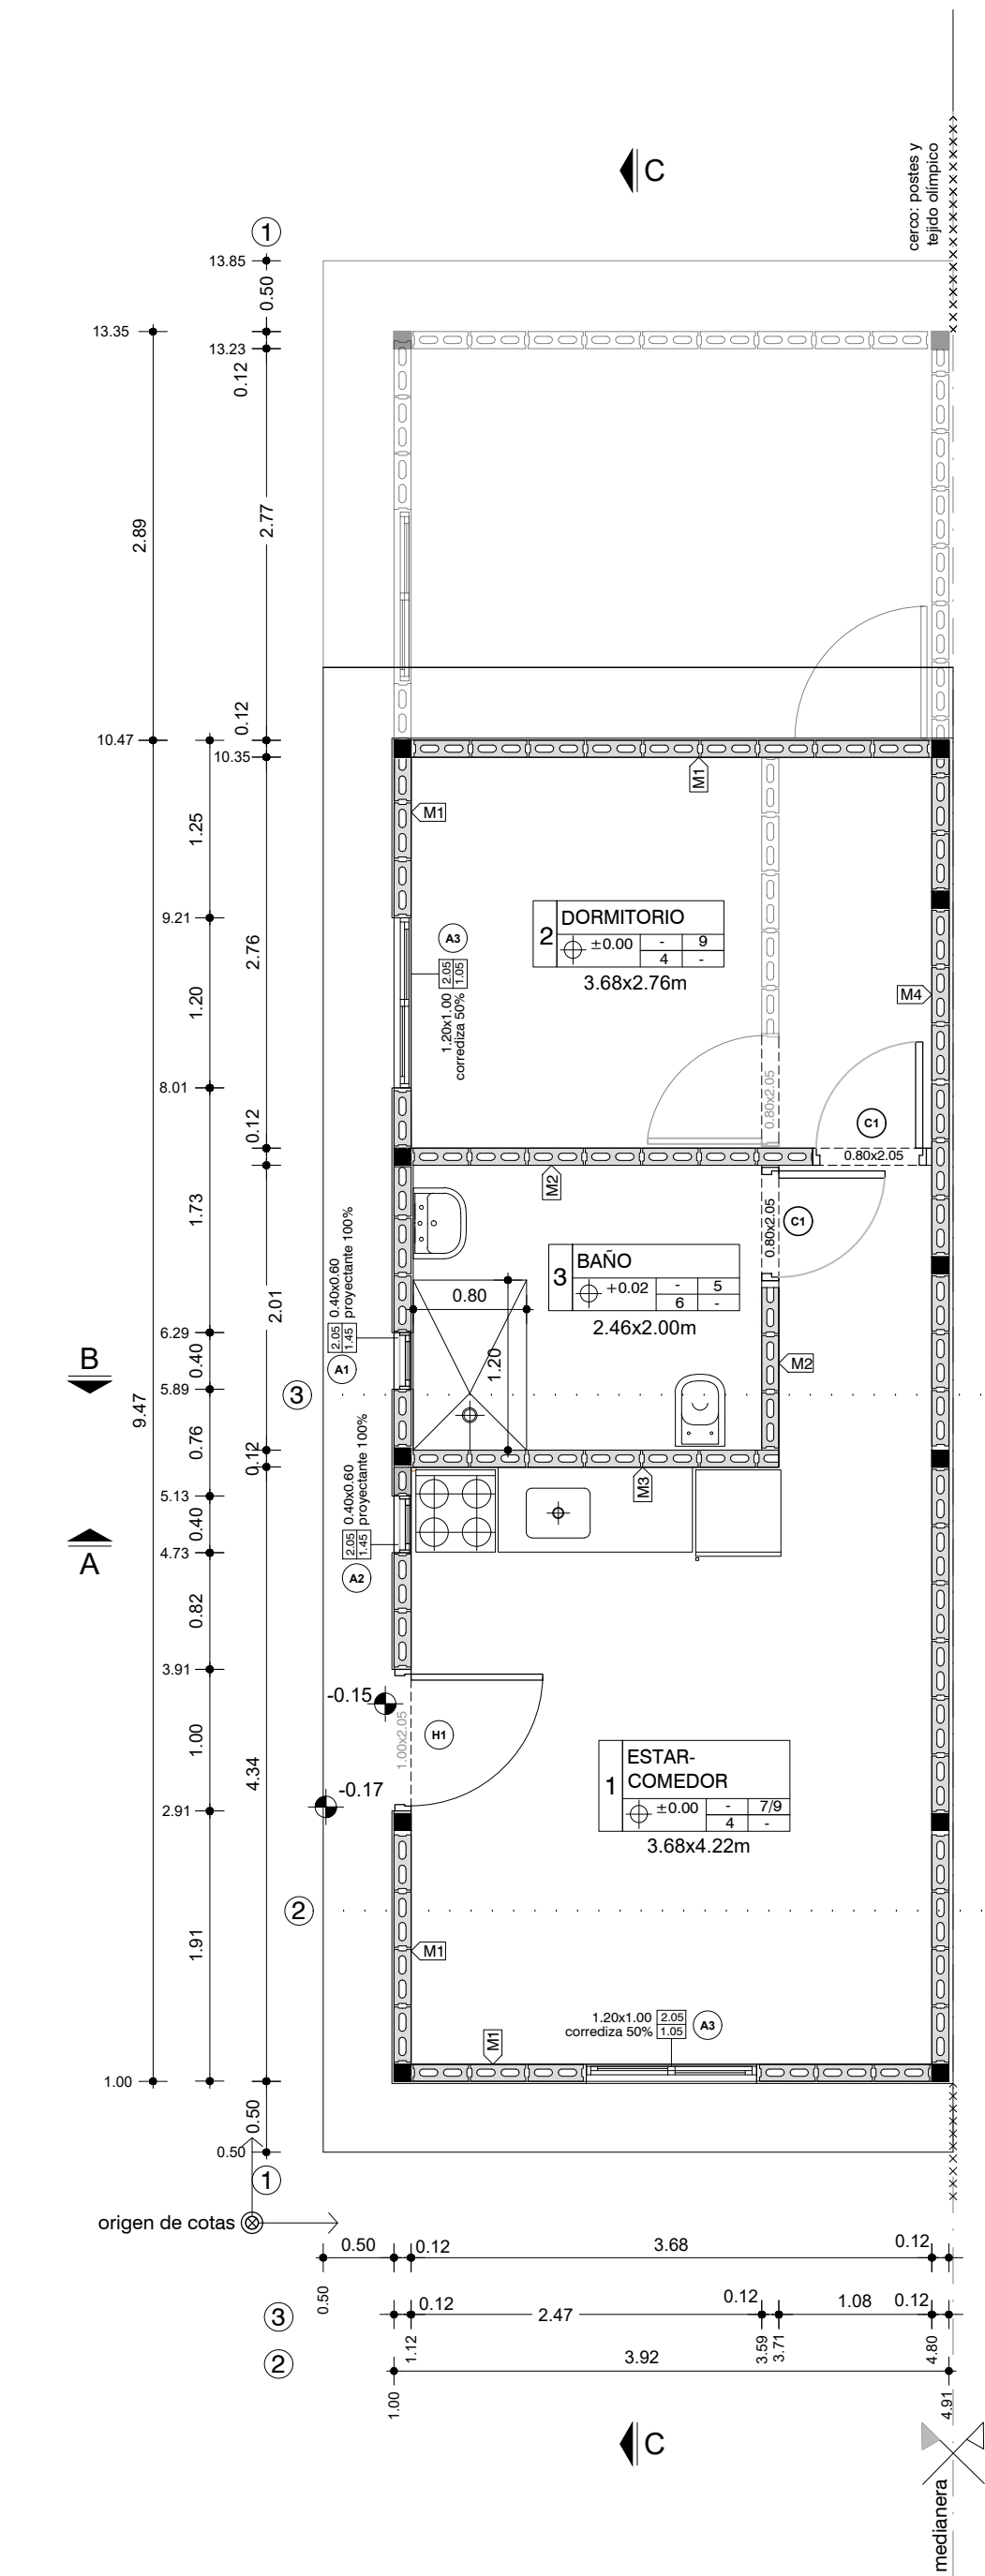 C
cerco: postes y
tejido olímpico
1
13.85
0.50
13.35
13.23
0.12
2.89
2.77
0.12
10.47
10.35
M1
M1
1.25
9.21
2.76
1.20
8.01
0.12
A3
2.05
1.05
1.20x1.00
corrediza 50%
2
DORMITORIO
±0.00
-
9
4
-
3.68x2.76m
M4
0.80x2.05
C1
0.80x2.05
M2
0.80x2.05
C1
1.73
2.01
0.40x0.60
proyectante 100%
2.05
1.45
A1
0.80
1.20
3
BAÑO
+0.02
-
5
6
-
2.46x2.00m
M2
6.29
0.40
5.89
B
3
9.47
0.76
0.12
5.13
0.40
4.73
A
0.40x0.60
proyectante 100%
2.05
1.45
A2
M3
0.82
3.91
-0.15
1.00x2.05
H1
1.00
4.34
-0.17
2.91
1
ESTAR-
COMEDOR
±0.00
-
7/9
4
-
3.68x4.22m
2
1.91
M1
1.20x1.00
corrediza 50%
2.05
1.05
A3
M1
1.00
0.50
0.50
1
origen de cotas
0.50
0.12
3.68
0.12
0.50
3
0.12
2.47
0.12
1.08
0.12
1.12
3.59
3.71
4.80
2
3.92
1.00
4.91
C
medianera